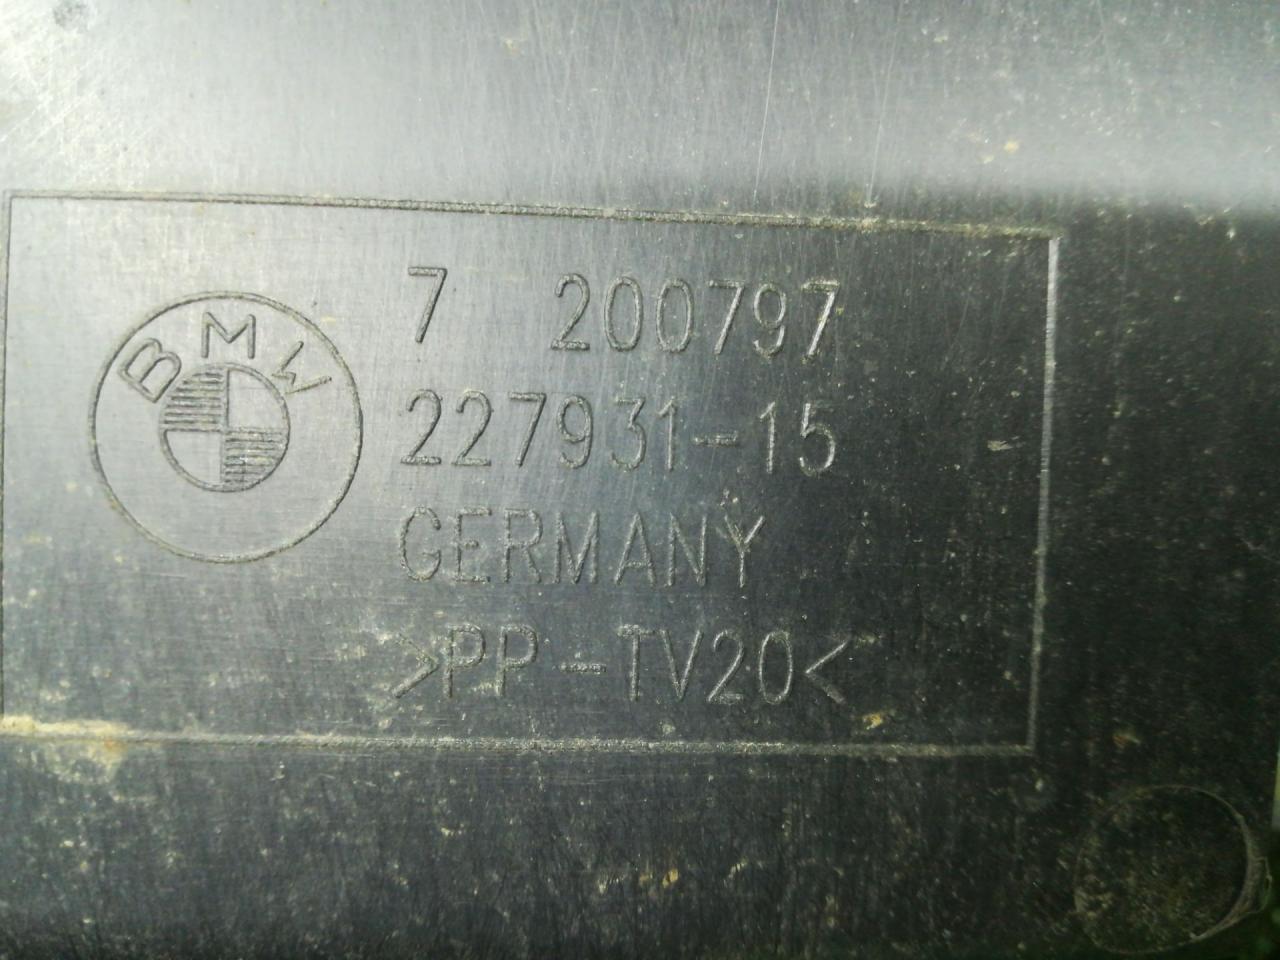 BMW
7 200797
227931-15
GERMANY
>PP-TV20<